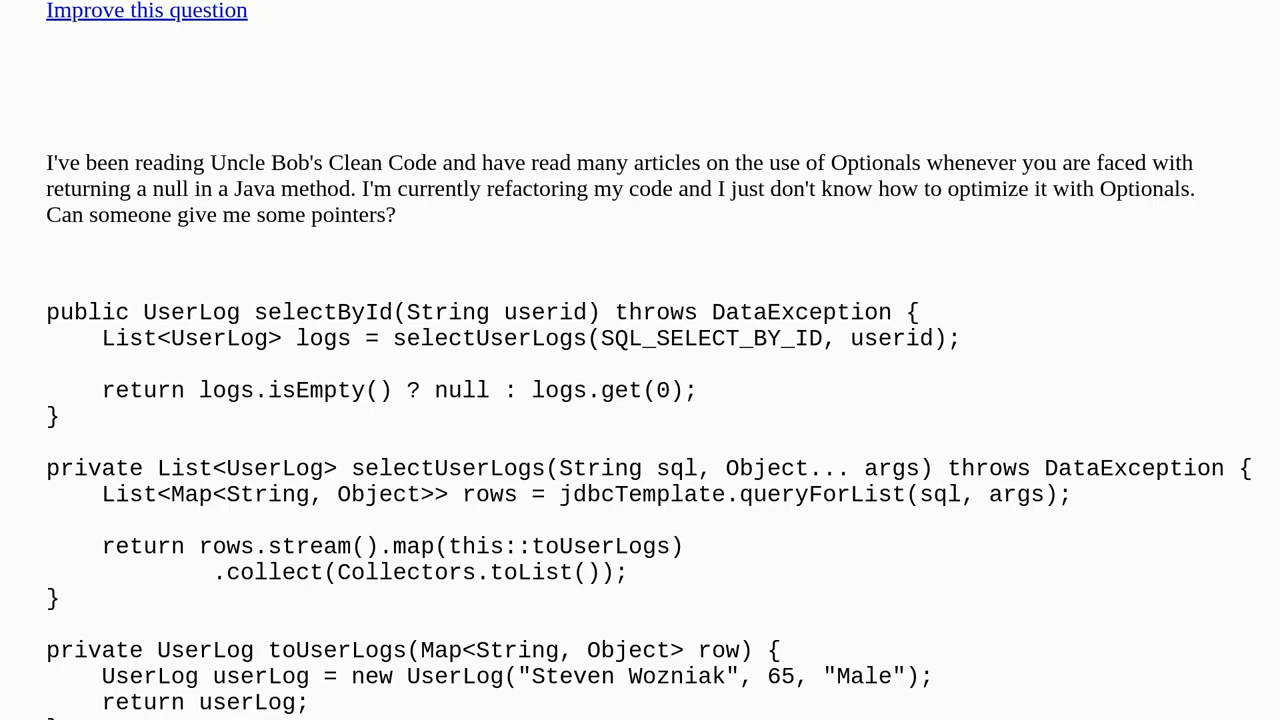 Improve this question
I've been reading Uncle Bob's Clean Code and have read many articles on the use of Optionals whenever you are faced with
returning a null in a Java method. I'm currently refactoring my code and I just don't know how to optimize it with Optionals.
Can someone give me some pointers?
public UserLog selectById(String userid) throws DataException {
    List<UserLog> logs = selectUserLogs(SQL_SELECT_BY_ID, userid);
    return logs.isEmpty() ? null : logs.get(0);
}
private List<UserLog> selectUserLogs(String sql, Object... args) throws DataException {
    List<Map<String, Object>> rows = jdbcTemplate.queryForList(sql, args);
    return rows.stream().map(this::toUserLogs)
            .collect(Collectors.toList());
}
private UserLog toUserLogs(Map<String, Object> row) {
    UserLog userLog = new UserLog("Steven Wozniak", 65, "Male");
    return userLog;